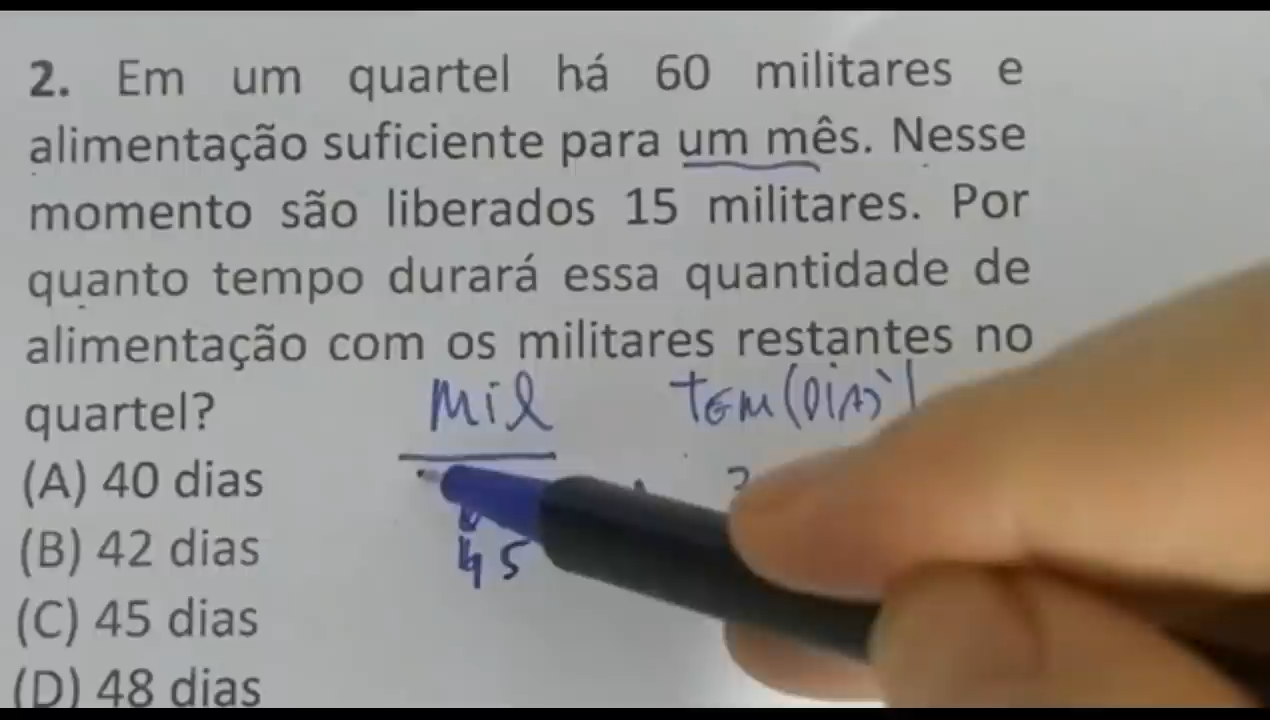 2. Em um quartel há 60 militares e
alimentação suficiente para um mês. Nesse
momento são liberados 15 militares. Por
quanto tempo durará essa quantidade de
alimentação com os militares restantes no
quartel?
Mil
(A) 40 dias
(B) 42 dias
45
(C) 45 dias
(D) 48 dias